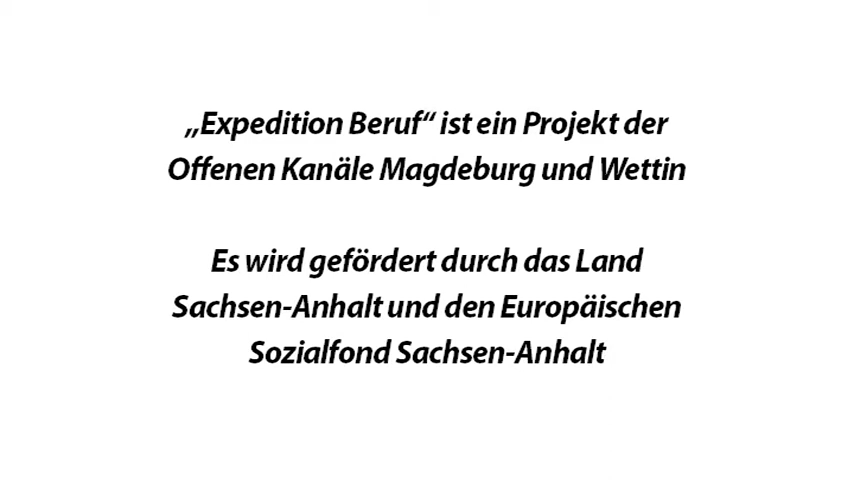 „Expedition Beruf“ ist ein Projekt der
Offenen Kanäle Magdeburg und Wettin
Es wird gefördert durch das Land
Sachsen-Anhalt und den Europäischen
Sozialfond Sachsen-Anhalt